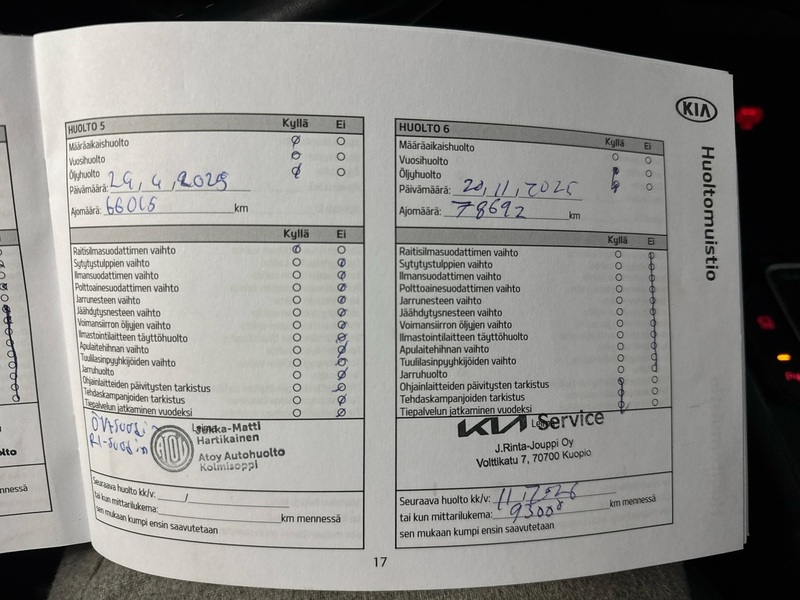 HUOLTO 5 Kyllä Ei
Määräaikaishuolto
Vuosihuolto
Öljyhuolto
Päivämäärä: 29, 4, 2025
Ajomäärä: 66015 km
Kyllä Ei
Raitisilmasuodattimen vaihto
Sytytystulppien vaihto
Ilmansuodattimen vaihto
Polttoainesuodattimen vaihto
Jarrunesteen vaihto
Jäähdytysnesteen vaihto
Voimansiirron öljyjen vaihto
Ilmastointilaitteen täyttöhuolto
Apulaitehihnan vaihto
Tuulilasinpyyhkijöiden vaihto
Jarruhuolto
Ohjainlaitteiden päivitysten tarkistus
Tehdaskampanjoiden tarkistus
Tiepalvelun jatkaminen vuodeksi
Leima
Jukka-Matti
Hartikainen
Atoy Autohuolto
Kolmisoppi
Seuraava huolto kk/v: /
tai kun mittarilukema: km mennessä
sen mukaan kumpi ensin saavutetaan
HUOLTO 6 Kyllä Ei
Määräaikaishuolto
Vuosihuolto
Öljyhuolto
Päivämäärä: 20, 11, 2025
Ajomäärä: 78692 km
Kyllä Ei
Raitisilmasuodattimen vaihto
Sytytystulppien vaihto
Ilmansuodattimen vaihto
Polttoainesuodattimen vaihto
Jarrunesteen vaihto
Jäähdytysnesteen vaihto
Voimansiirron öljyjen vaihto
Ilmastointilaitteen täyttöhuolto
Apulaitehihnan vaihto
Tuulilasinpyyhkijöiden vaihto
Jarruhuolto
Ohjainlaitteiden päivitysten tarkistus
Tehdaskampanjoiden tarkistus
Tiepalvelun jatkaminen vuodeksi
KIA Service
J.Rinta-Jouppi Oy
Volttikatu 7, 70700 Kuopio
Seuraava huolto kk/v: 11, 2026
tai kun mittarilukema: 93000 km mennessä
sen mukaan kumpi ensin saavutetaan
KIA
Huoltomuistio
17